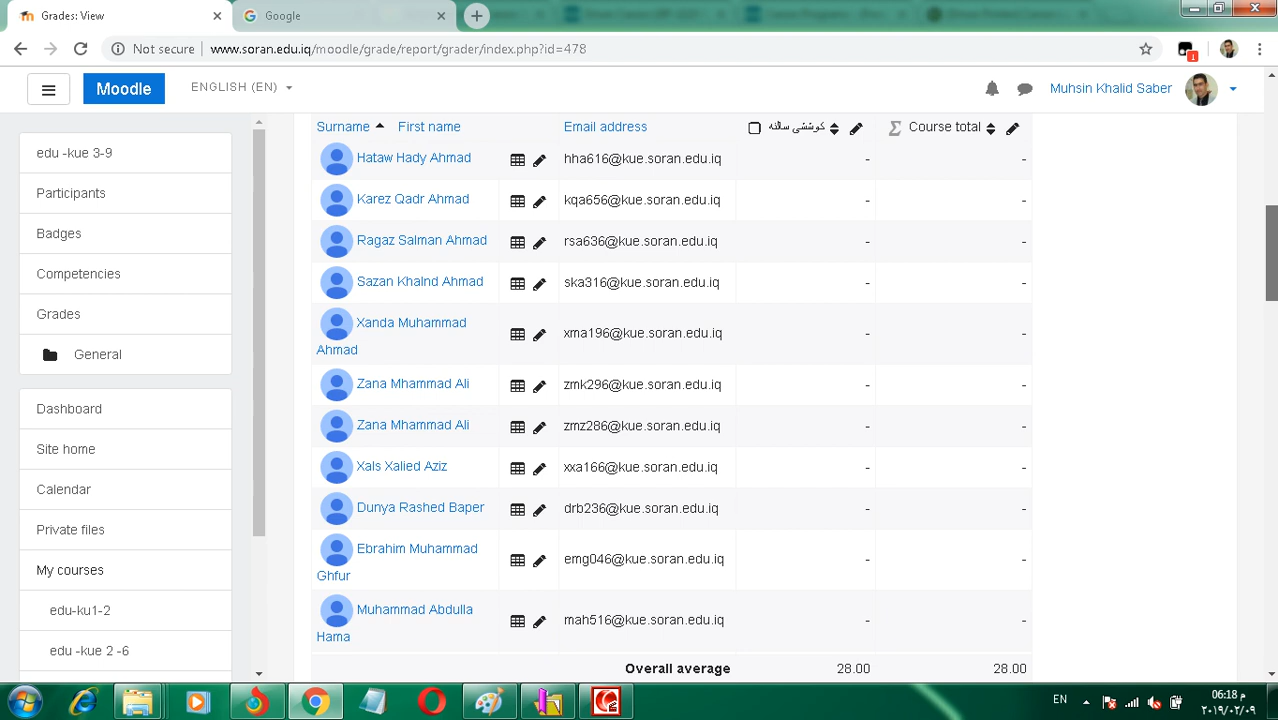 Grades: View
Google
Not secure www.soran.edu.iq/moodle/grade/report/grader/index.php?id=478
1
Moodle ENGLISH (EN) Muhsin Khalid Saber
edu -kue 3-9
Participants
Badges
Competencies
Grades
General
Dashboard
Site home
Calendar
Private files
My courses
edu-ku1-2
edu -kue 2 -6
Surname First name Email address کۆششی ساڵانە Course total
Hataw Hady Ahmad hha616@kue.soran.edu.iq - -
Karez Qadr Ahmad kqa656@kue.soran.edu.iq - -
Ragaz Salman Ahmad rsa636@kue.soran.edu.iq - -
Sazan Khalnd Ahmad ska316@kue.soran.edu.iq - -
Xanda Muhammad
Ahmad xma196@kue.soran.edu.iq - -
Zana Mhammad Ali zmk296@kue.soran.edu.iq - -
Zana Mhammad Ali zmz286@kue.soran.edu.iq - -
Xals Xalied Aziz xxa166@kue.soran.edu.iq - -
Dunya Rashed Baper drb236@kue.soran.edu.iq - -
Ebrahim Muhammad
Ghfur emg046@kue.soran.edu.iq - -
Muhammad Abdulla
Hama mah516@kue.soran.edu.iq - -
Overall average 28.00 28.00
EN
٠٦:١٨ م
٢٠١٩/٠٢/٠٩